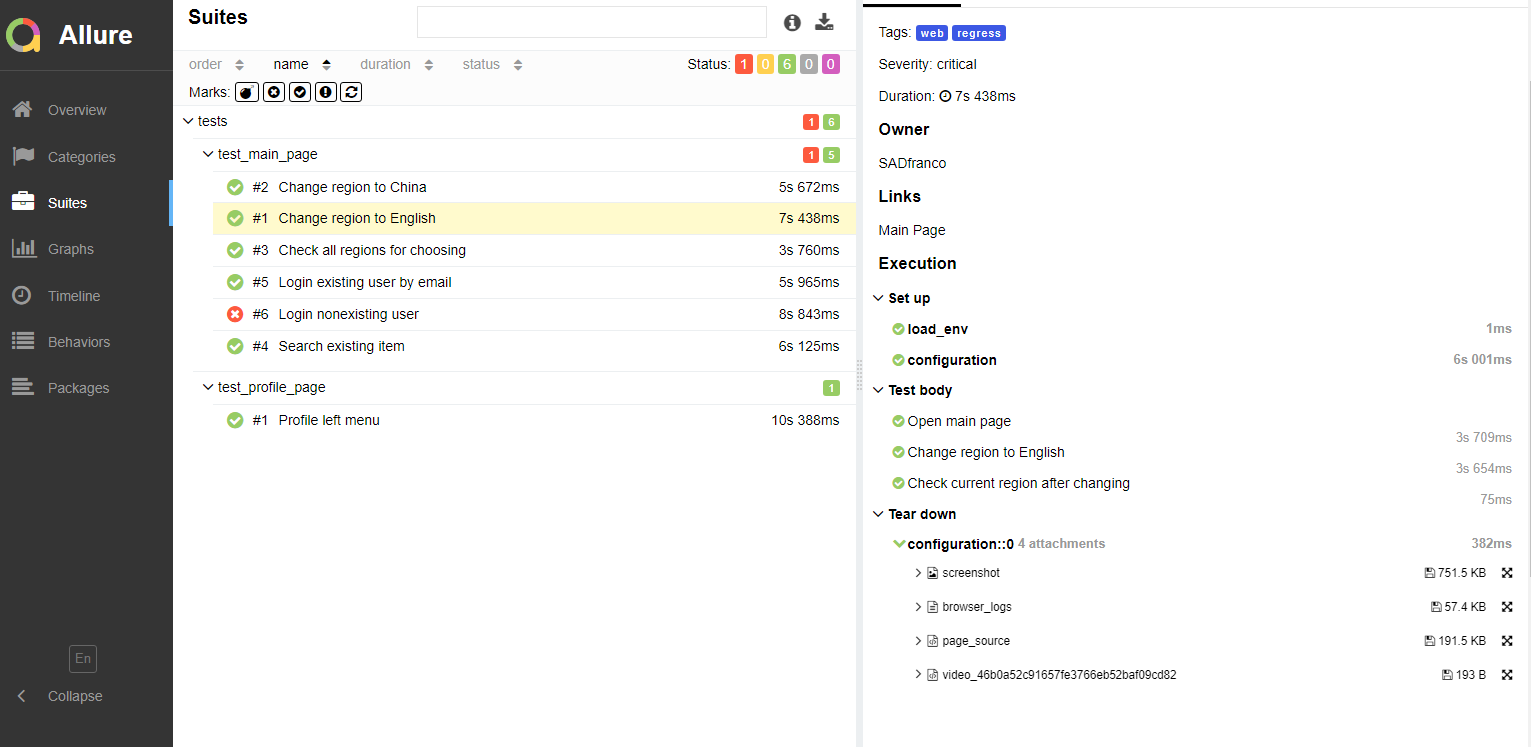 Allure
Overview
Categories
Suites
Graphs
Timeline
Behaviors
Packages
En
Collapse
Suites
order name duration status Status: 1 0 6 0 0
Marks:
tests 1 6
test_main_page 1 5
#2 Change region to China 5s 672ms
#1 Change region to English 7s 438ms
#3 Check all regions for choosing 3s 760ms
#5 Login existing user by email 5s 965ms
#6 Login nonexisting user 8s 843ms
#4 Search existing item 6s 125ms
test_profile_page 1
#1 Profile left menu 10s 388ms
Tags: web regress
Severity: critical
Duration: 7s 438ms
Owner
SADfranco
Links
Main Page
Execution
Set up
load_env 1ms
configuration 6s 001ms
Test body
Open main page 3s 709ms
Change region to English 3s 654ms
Check current region after changing 75ms
Tear down
configuration::0 4 attachments 382ms
screenshot 751.5 KB
browser_logs 57.4 KB
page_source 191.5 KB
video_46b0a52c91657fe3766eb52baf09cd82 193 B